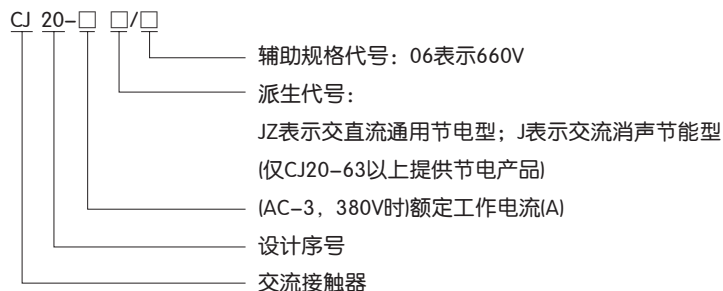 CJ 20-□ □/□
辅助规格代号：06表示660V
派生代号：
JZ表示交直流通用节电型；J表示交流消声节能型
(仅CJ20-63以上提供节电产品)
(AC-3，380V时)额定工作电流(A)
设计序号
交流接触器